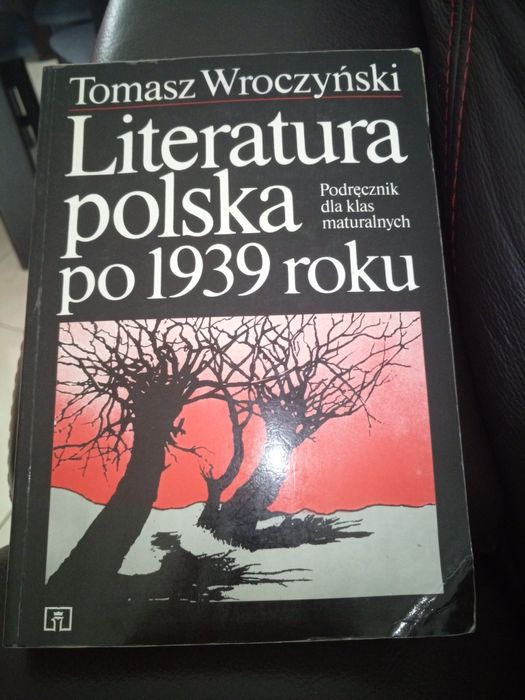 Tomasz Wroczyński
Literatura
polska
Podręcznik
dla klas
maturalnych
po 1939 roku